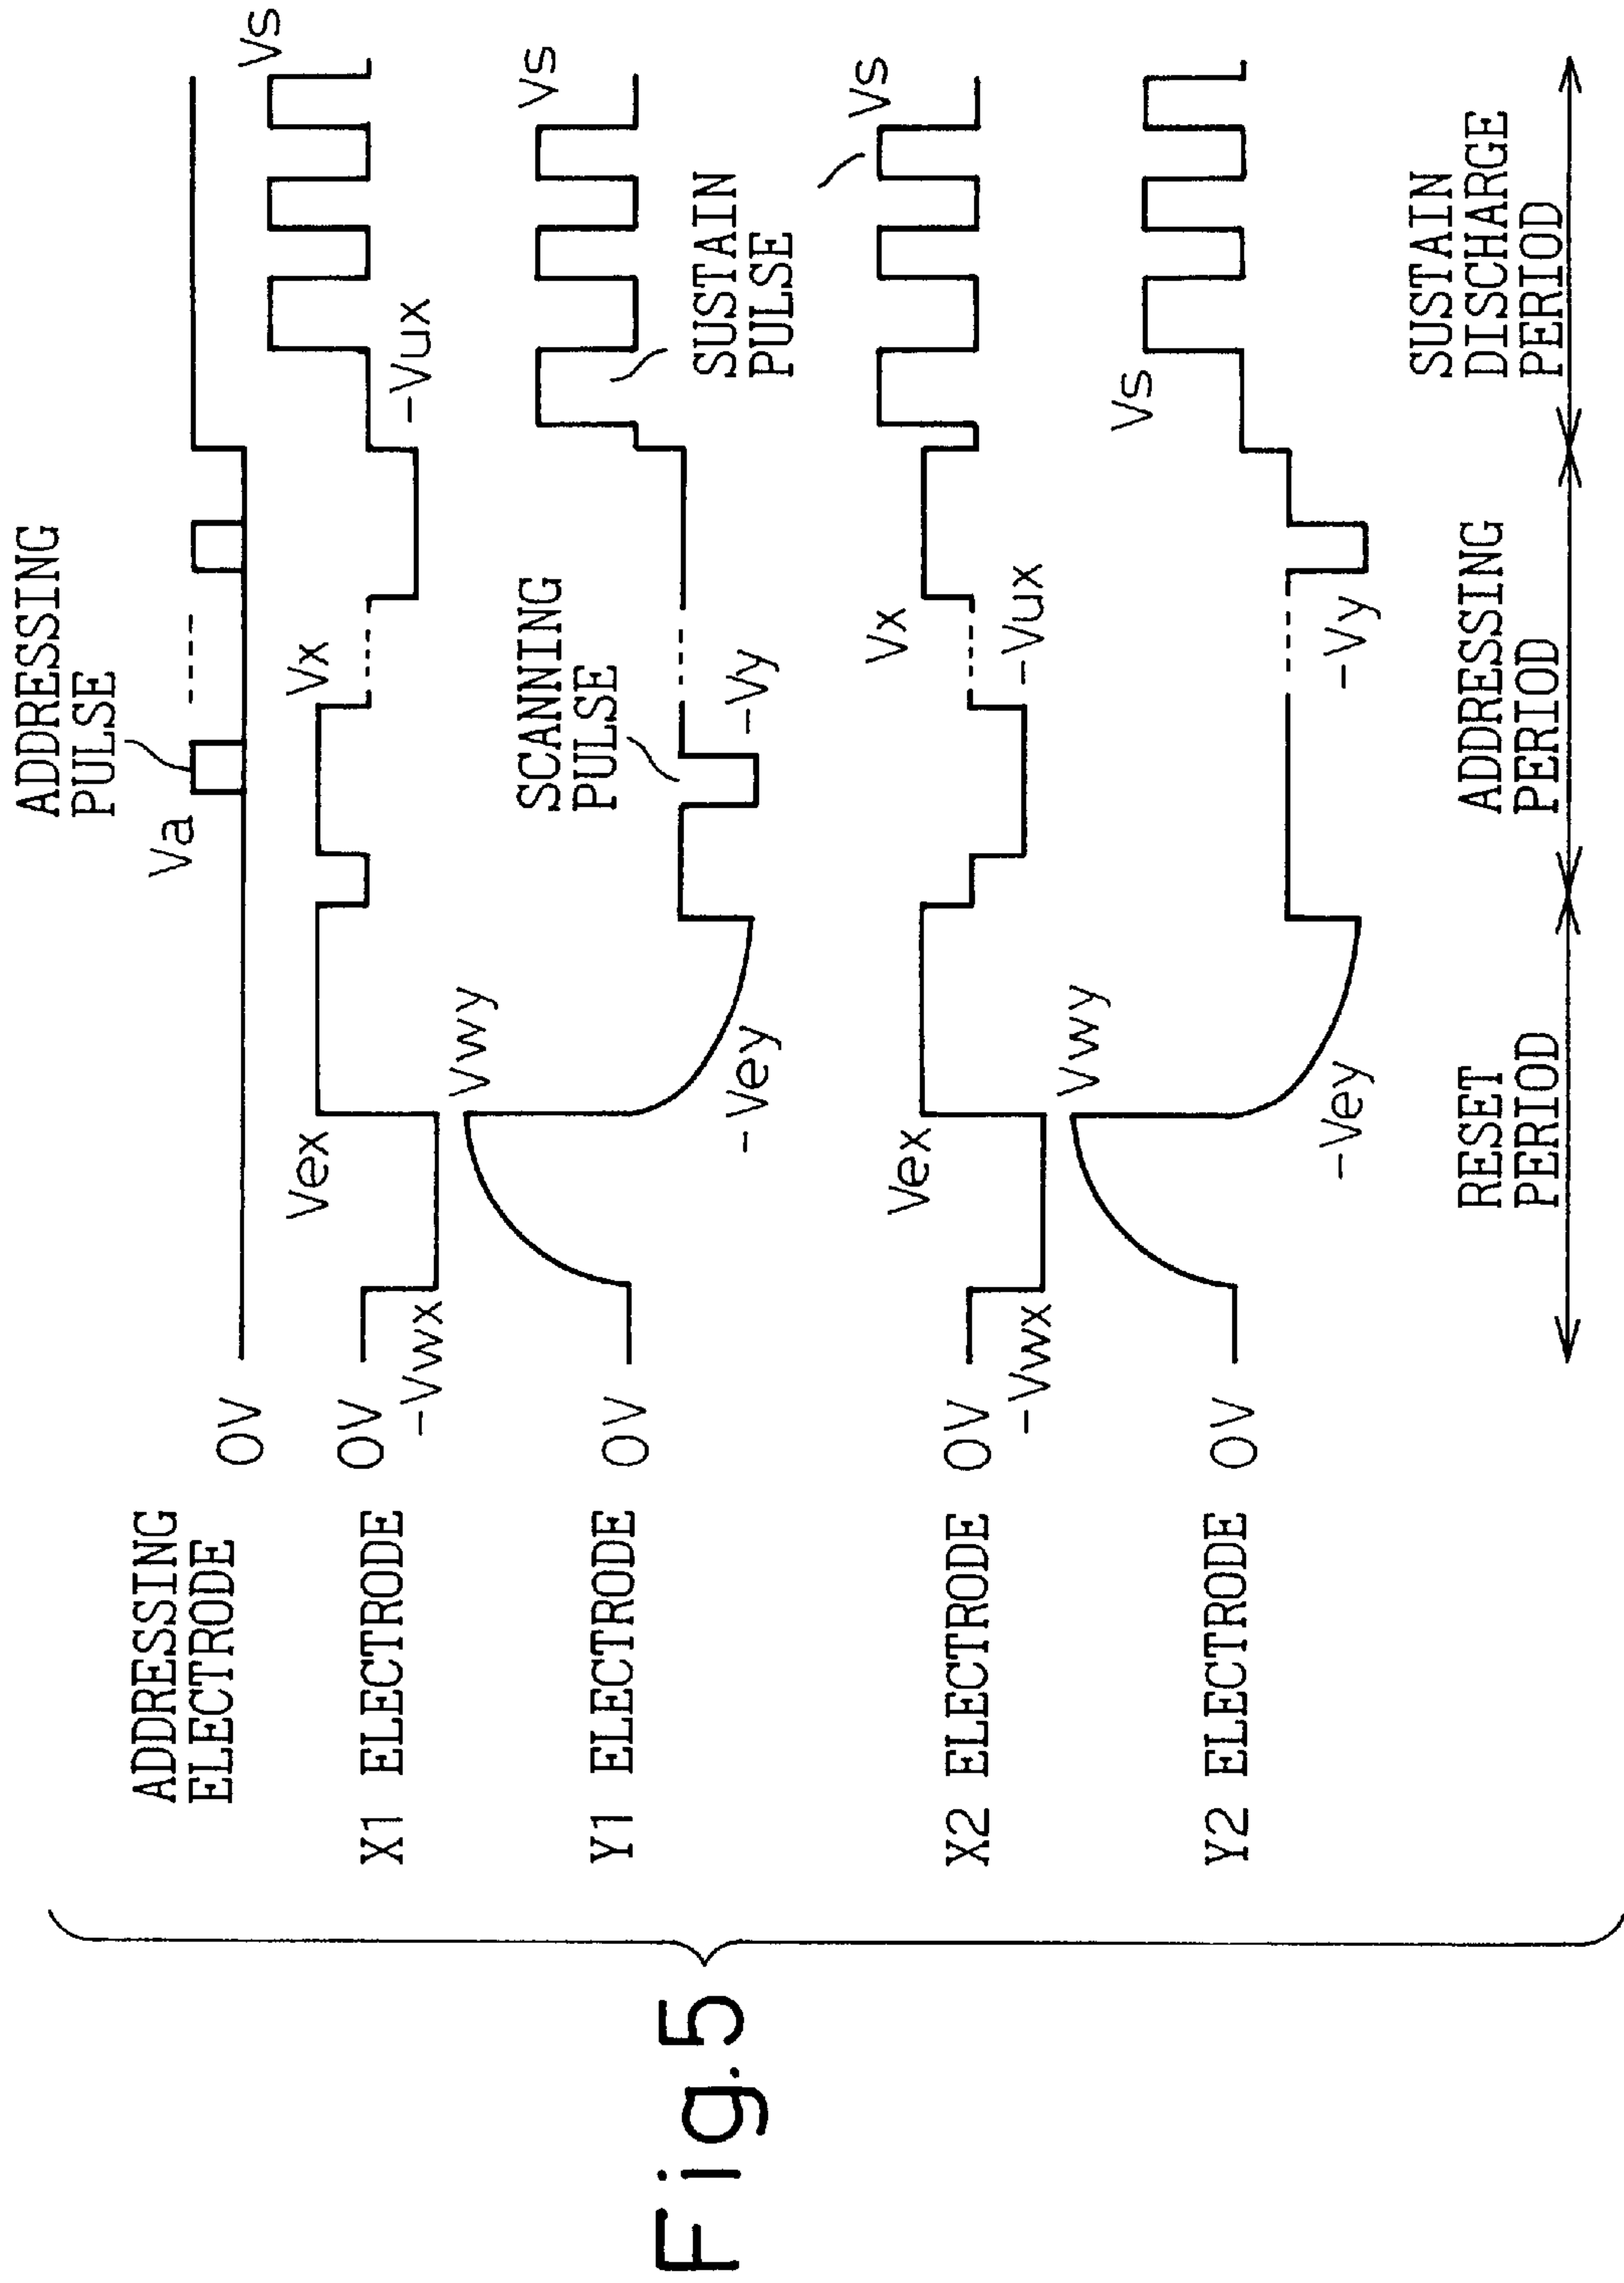 Fig.5
ADDRESSING
ELECTRODE
0V
Va
ADDRESSING
PULSE
X1 ELECTRODE
0V
-Vwx
Vex
Vx
-Vux
Vs
Y1 ELECTRODE
0V
Vwy
-Vey
SCANNING
PULSE
-Vy
Vs
SUSTAIN
PULSE
X2 ELECTRODE
0V
-Vwx
Vex
Vx
-Vux
Vs
Y2 ELECTRODE
0V
Vwy
-Vey
-Vy
Vs
RESET
PERIOD
ADDRESSING
PERIOD
SUSTAIN
DISCHARGE
PERIOD